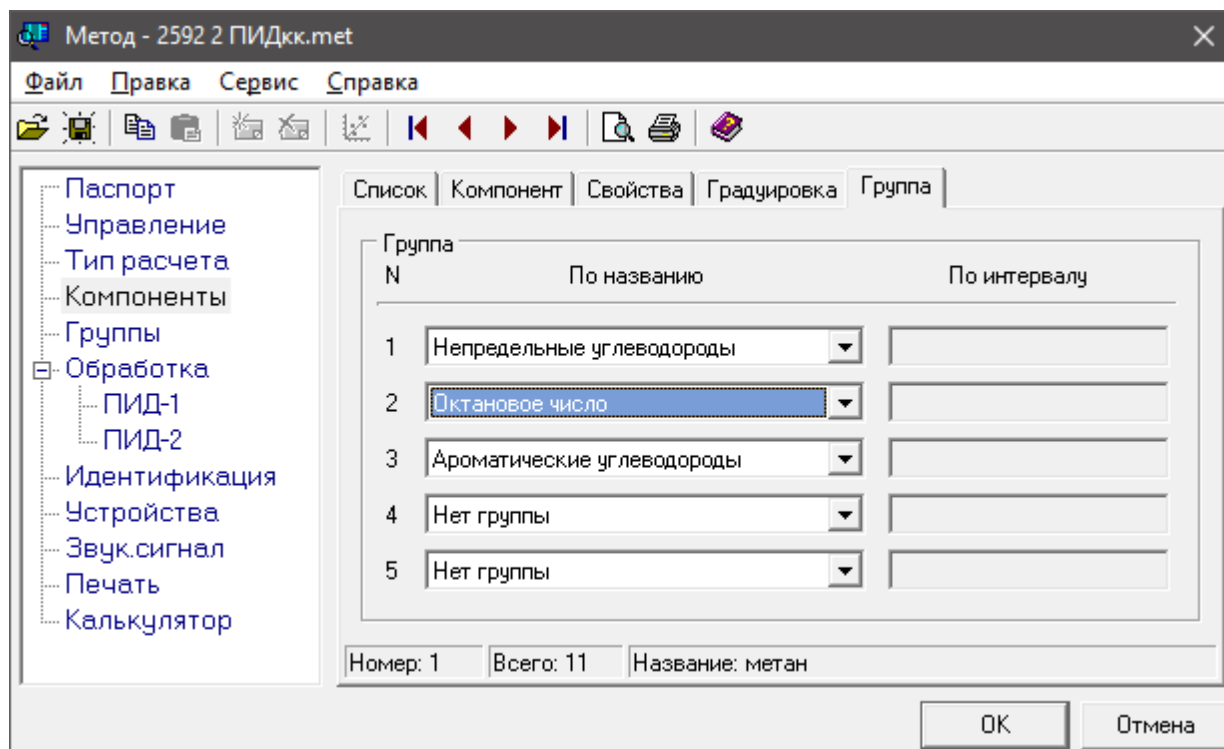 Метод - 2592 2 ПИДкк.met
Файл Правка Сервис Справка
Паспорт
Управление
Тип расчета
Компоненты
Группы
Обработка
ПИД-1
ПИД-2
Идентификация
Устройства
Звук.сигнал
Печать
Калькулятор
Список Компонент Свойства Градуировка Группа
Группа
N По названию По интервалу
1 Непредельные углеводороды
2 Октановое число
3 Ароматические углеводороды
4 Нет группы
5 Нет группы
Номер: 1 Всего: 11 Название: метан
OK Отмена